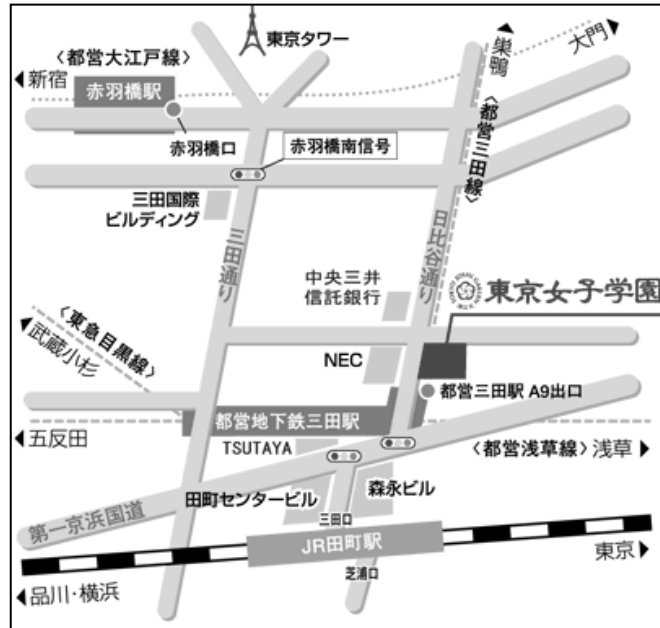 東京タワー
〈都営大江戸線〉
大門
新宿
巣鴨
赤羽橋駅
〈都営三田線〉
赤羽橋口
赤羽橋南信号
三田国際
ビルディング
三田通り
日比谷通り
中央三井
信託銀行
東京女子学園
〈東急目黒線〉
武蔵小杉
NEC
都営三田駅 A9出口
都営地下鉄三田駅
五反田
TSUTAYA
〈都営浅草線〉浅草
田町センタービル
森永ビル
第一京浜国道
三田口
JR田町駅
東京
芝浦口
品川・横浜